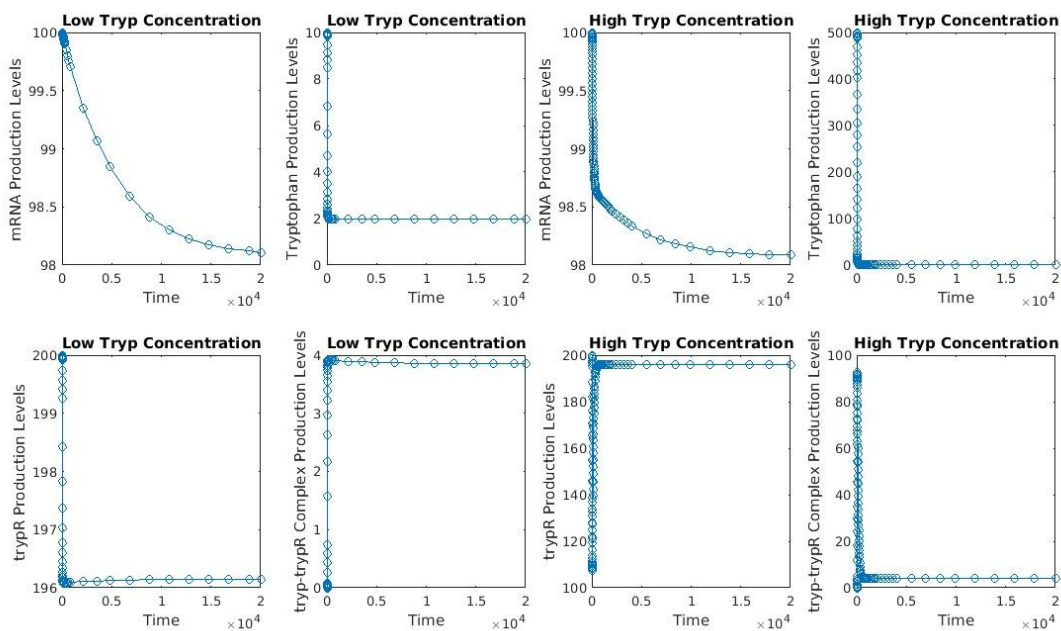 Low Tryp Concentration
mRNA Production Levels
100
99.5
99
98.5
98
0 0.5 1 1.5 2
Time
×10^4
Low Tryp Concentration
Tryptophan Production Levels
10
8
6
4
2
0
0 0.5 1 1.5 2
Time
×10^4
High Tryp Concentration
mRNA Production Levels
100
99.5
99
98.5
98
0 0.5 1 1.5 2
Time
×10^4
High Tryp Concentration
Tryptophan Production Levels
500
400
300
200
100
0
0 0.5 1 1.5 2
Time
×10^4
Low Tryp Concentration
trypR Production Levels
200
199
198
197
196
0 0.5 1 1.5 2
Time
×10^4
Low Tryp Concentration
tryp-trypR Complex Production Levels
4
3
2
1
0
0 0.5 1 1.5 2
Time
×10^4
High Tryp Concentration
trypR Production Levels
200
180
160
140
120
100
0 0.5 1 1.5 2
Time
×10^4
High Tryp Concentration
tryp-trypR Complex Production Levels
100
80
60
40
20
0
0 0.5 1 1.5 2
Time
×10^4